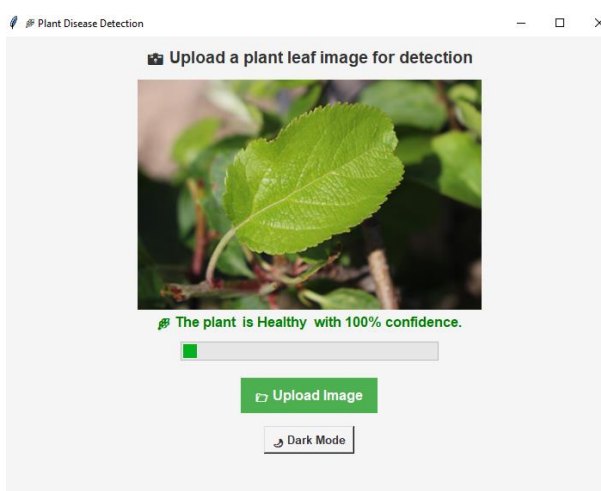 Plant Disease Detection
Upload a plant leaf image for detection
The plant is Healthy with 100% confidence.
Upload Image
Dark Mode